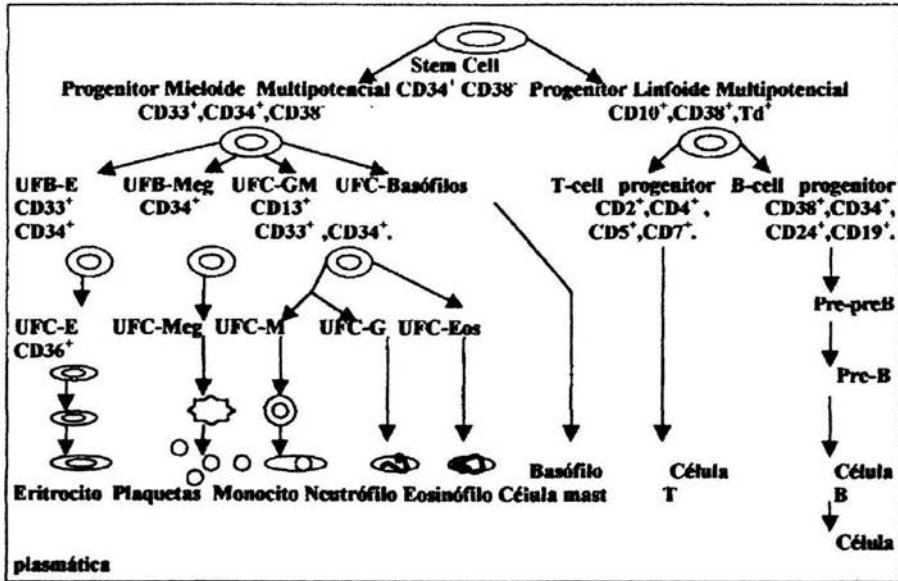 Stem Cell
Progenitor Mieloide Multipotencial CD34⁺ CD38⁻ Progenitor Linfoide Multipotencial
CD33⁺,CD34⁺,CD38⁻ CD10⁺,CD38⁺,Td⁺
UFB-E UFB-Meg UFC-GM UFC-Basófilos T-cell progenitor B-cell progenitor
CD33⁺ CD34⁺ CD13⁺ CD2⁺,CD4⁺, CD38⁺,CD34⁺,
CD34⁺ CD33⁺ ,CD34⁺. CD5⁺,CD7⁺. CD24⁺,CD19⁺.
Pre-preB
UFC-E UFC-Meg UFC-M UFC-G UFC-Eos
CD36⁺
Pre-B
Basófilo Célula Célula
Eritrocito Plaquetas Monocito Neutrófilo Eosinófilo Célula mast T B
Célula
plasmática